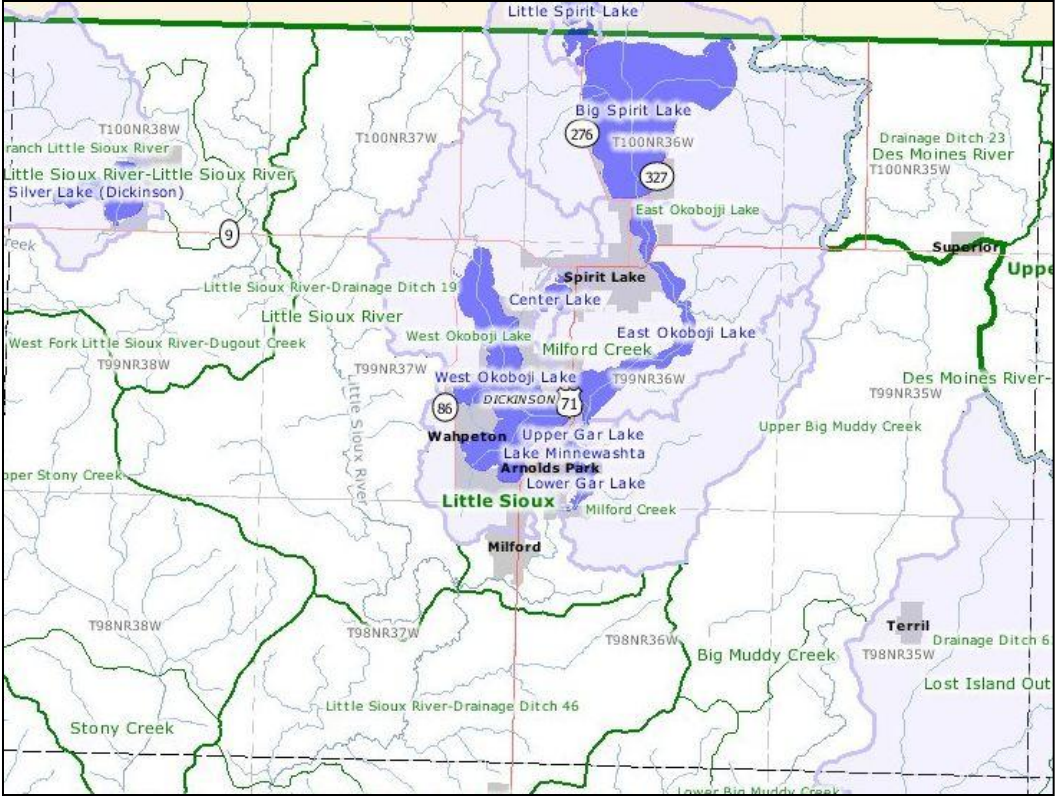 Little Spirit Lake
Big Spirit Lake
276
T100NR36W
T100NR38W
T100NR37W
Drainage Ditch 23
Des Moines River
T100NR35W
ranch Little Sioux River
Little Sioux River-Little Sioux River
327
Silver Lake (Dickinson)
East Okobojji Lake
9
eek
Superior
Uppe
Spirit Lake
Little Sioux River-Drainage Ditch 19
Center Lake
Little Sioux River
East Okoboji Lake
West Okoboji Lake
West Fork Little Sioux River-Dugout Creek
Milford Creek
T99NR38W
T99NR37W
West Okoboji Lake
T99NR36W
Des Moines River-
T99NR35W
86
DICKINSON
71
Little Sioux River
Upper Big Muddy Creek
Wahpeton
Upper Gar Lake
Lake Minnewashta
Arnolds Park
pper Stony Creek
Lower Gar Lake
Little Sioux
Milford Creek
Milford
T98NR38W
T98NR37W
T98NR36W
Terril
Drainage Ditch 6
Big Muddy Creek
T98NR35W
Lost Island Out
Little Sioux River-Drainage Ditch 46
Stony Creek
Lower Big Muddy Creek